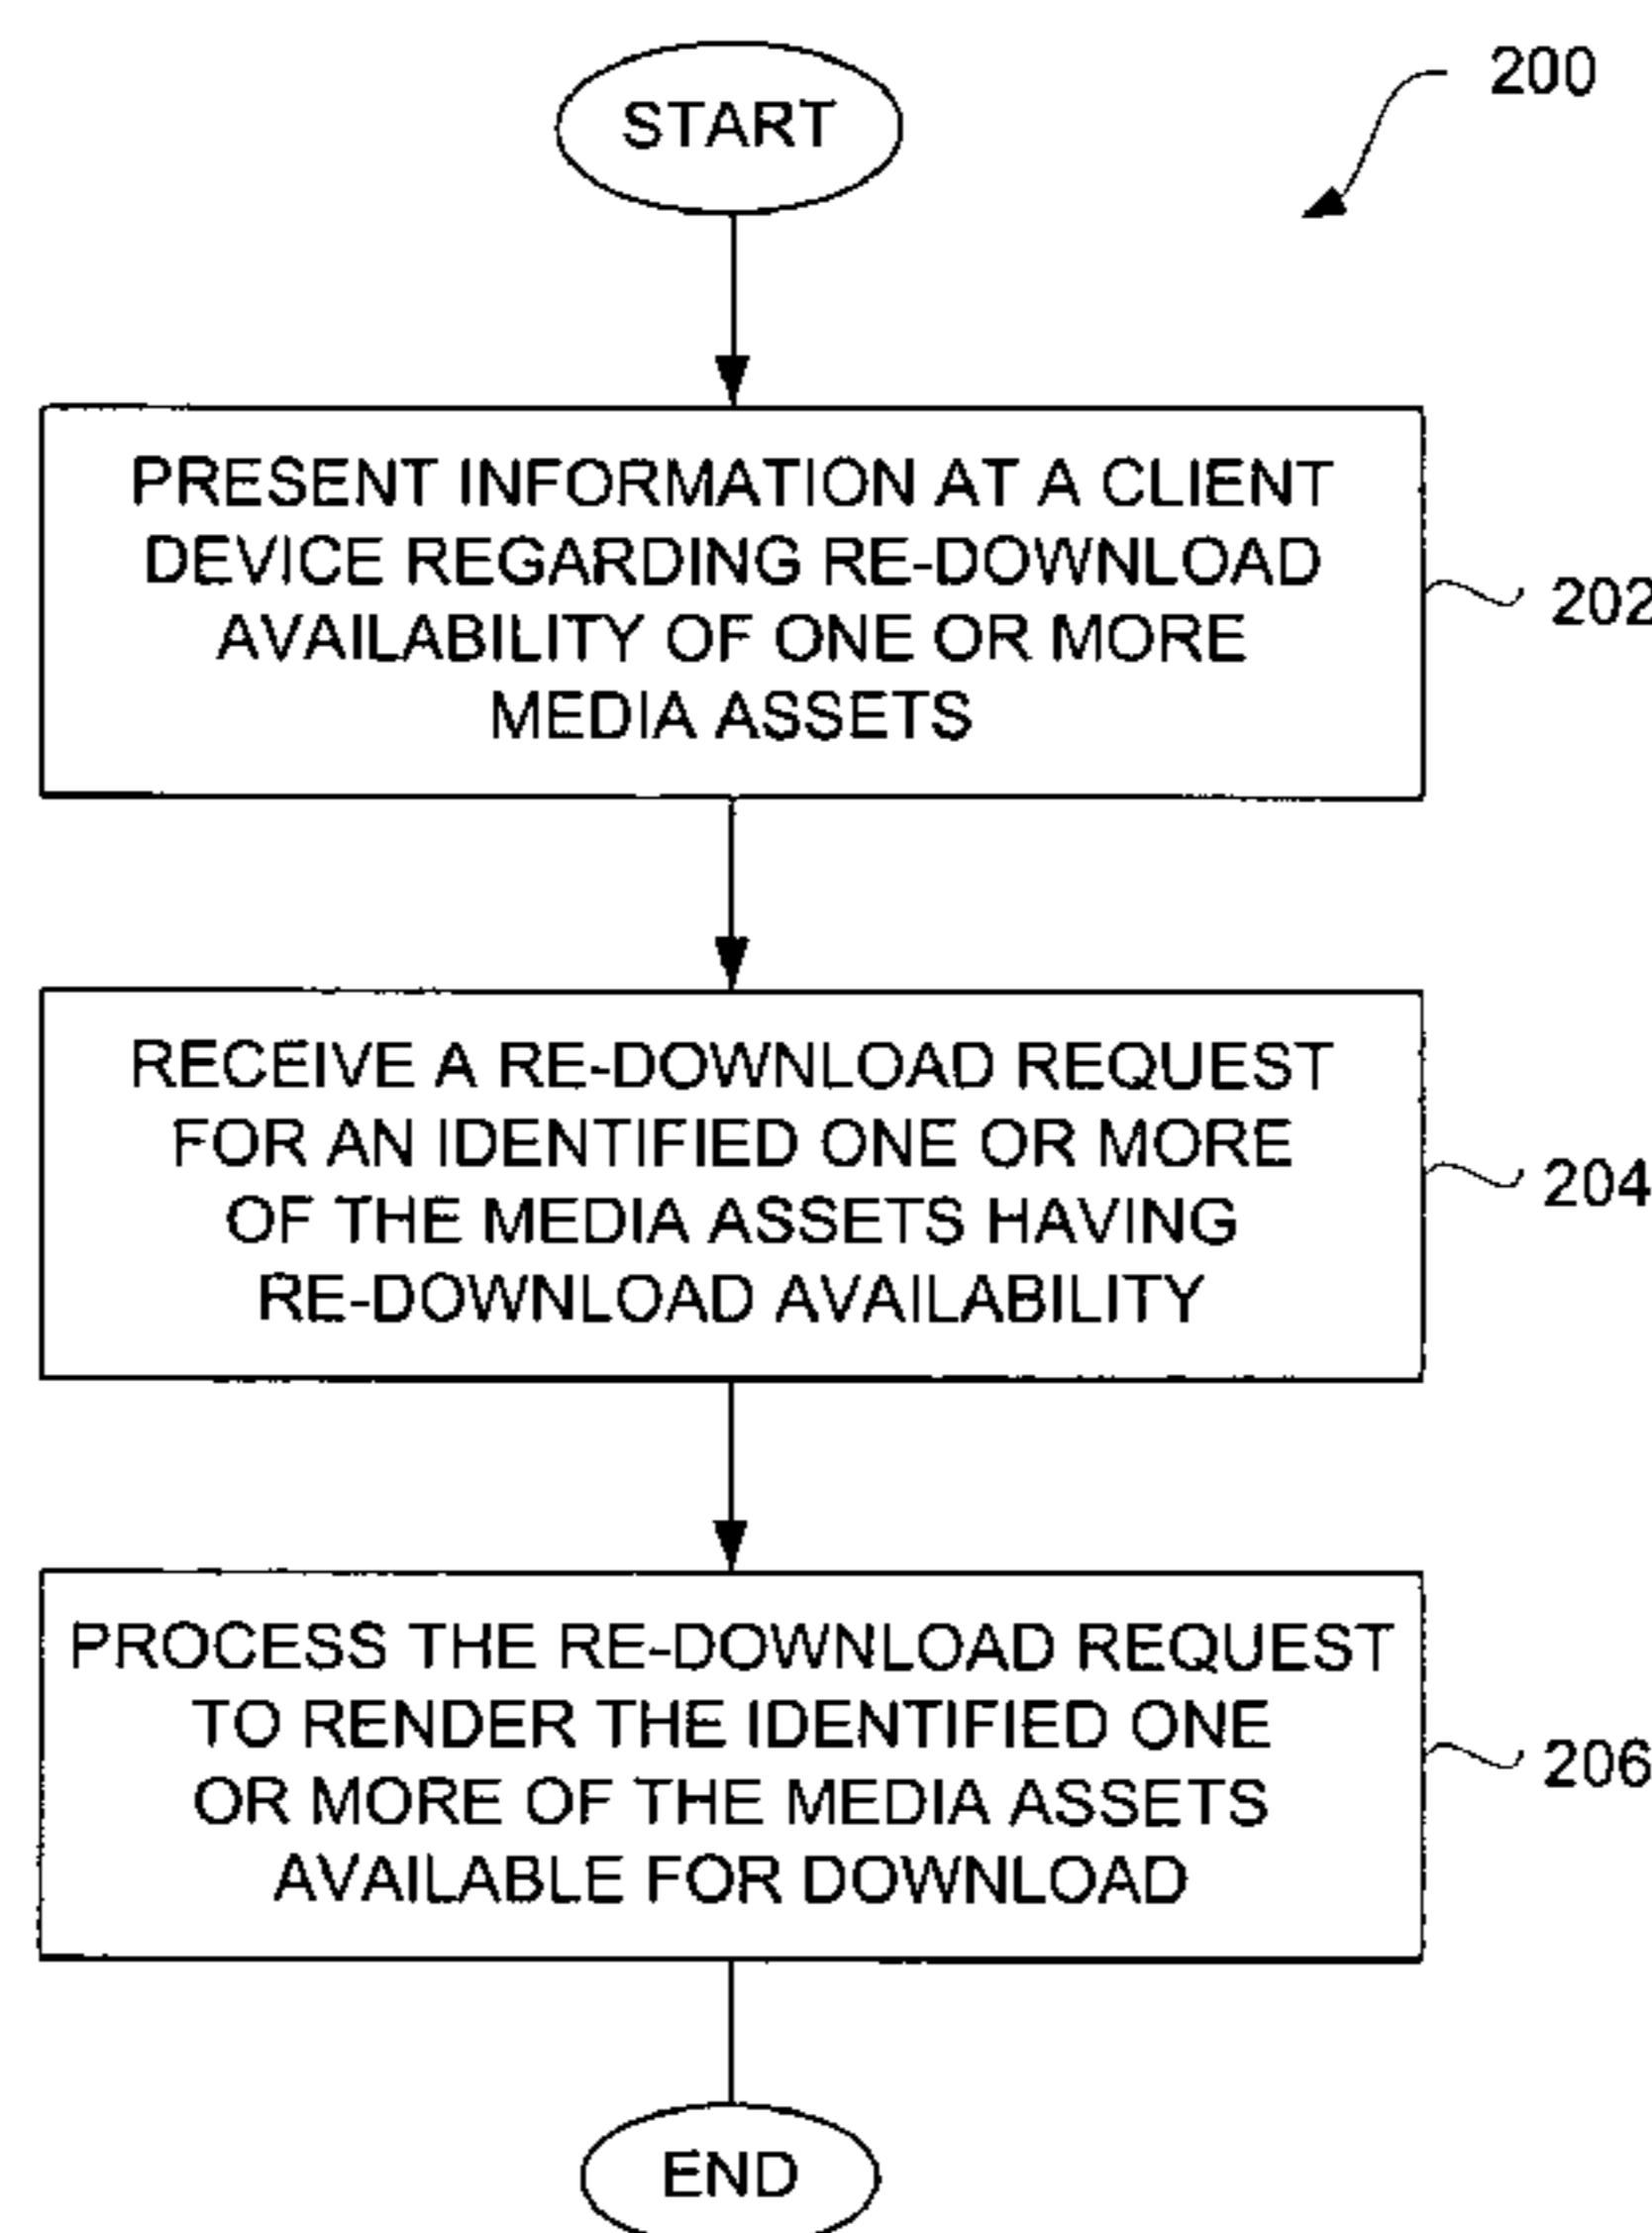 START
200
PRESENT INFORMATION AT A CLIENT
DEVICE REGARDING RE-DOWNLOAD
AVAILABILITY OF ONE OR MORE
MEDIA ASSETS
202
RECEIVE A RE-DOWNLOAD REQUEST
FOR AN IDENTIFIED ONE OR MORE
OF THE MEDIA ASSETS HAVING
RE-DOWNLOAD AVAILABILITY
204
PROCESS THE RE-DOWNLOAD REQUEST
TO RENDER THE IDENTIFIED ONE
OR MORE OF THE MEDIA ASSETS
AVAILABLE FOR DOWNLOAD
206
END